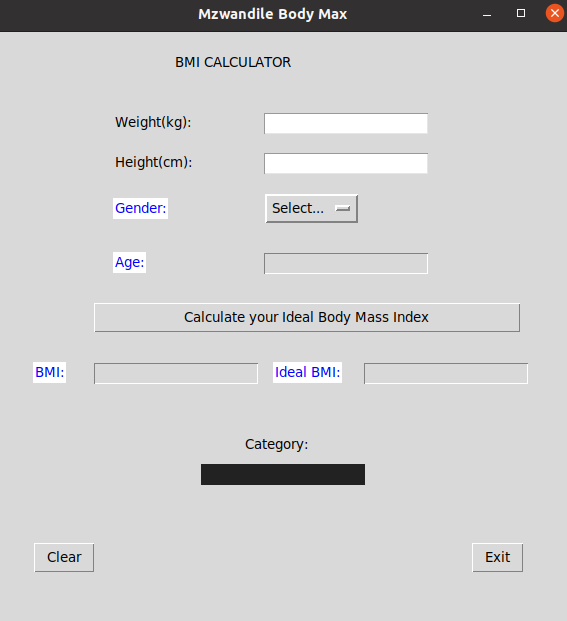 Mzwandile Body Max
BMI CALCULATOR
Weight(kg):
Height(cm):
Gender: Select...
Age:
Calculate your Ideal Body Mass Index
BMI: Ideal BMI:
Category:
Clear Exit